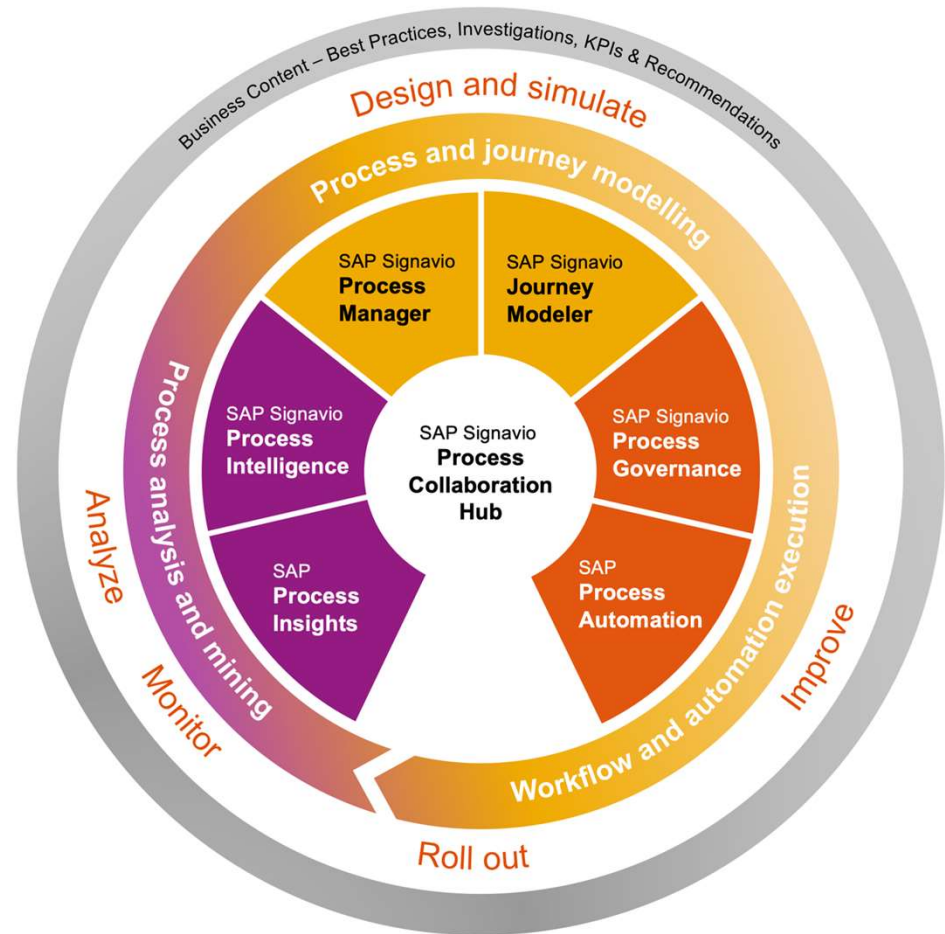 Business Content – Best Practices, Investigations, KPIs & Recommendations
Design and simulate
Process and journey modelling
SAP Signavio
Process
Manager
SAP Signavio
Journey
Modeler
SAP Signavio
Process
Intelligence
SAP Signavio
Process
Collaboration
Hub
SAP Signavio
Process
Governance
SAP
Process
Insights
SAP
Process
Automation
Process analysis and mining
Workflow and automation execution
Analyze
Monitor
Improve
Roll out